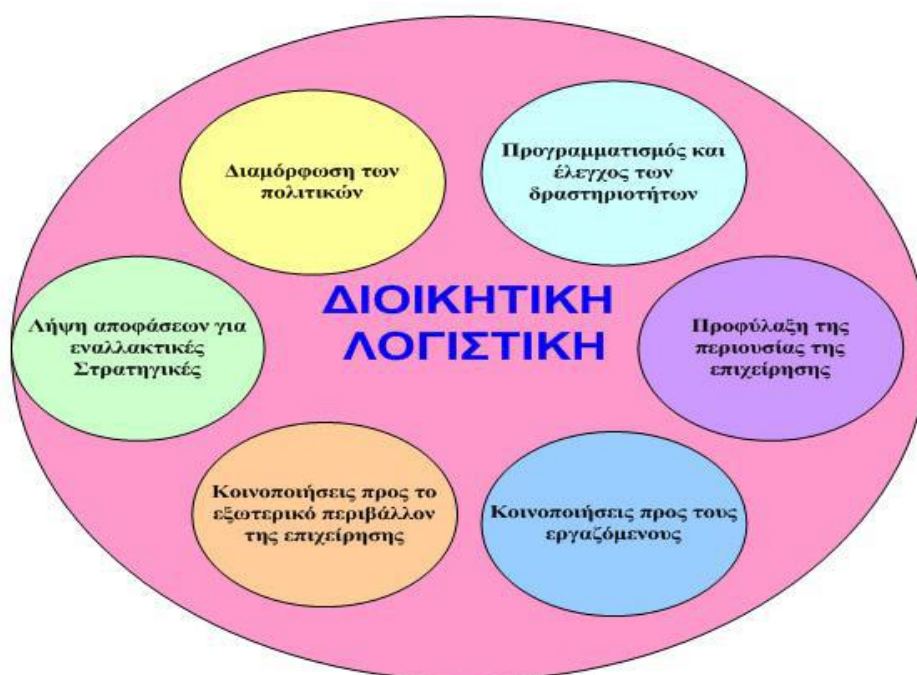 Διαμόρφωση των
πολιτικών
Προγραμματισμός και
έλεγχος των
δραστηριοτήτων
ΔΙΟΙΚΗΤΙΚΗ
ΛΟΓΙΣΤΙΚΗ
Λήψη αποφάσεων για
εναλλακτικές
Στρατηγικές
Προφύλαξη της
περιουσίας της
επιχείρησης
Κοινοποιήσεις προς το
εξωτερικό περιβάλλον
της επιχείρησης
Κοινοποιήσεις προς τους
εργαζόμενους